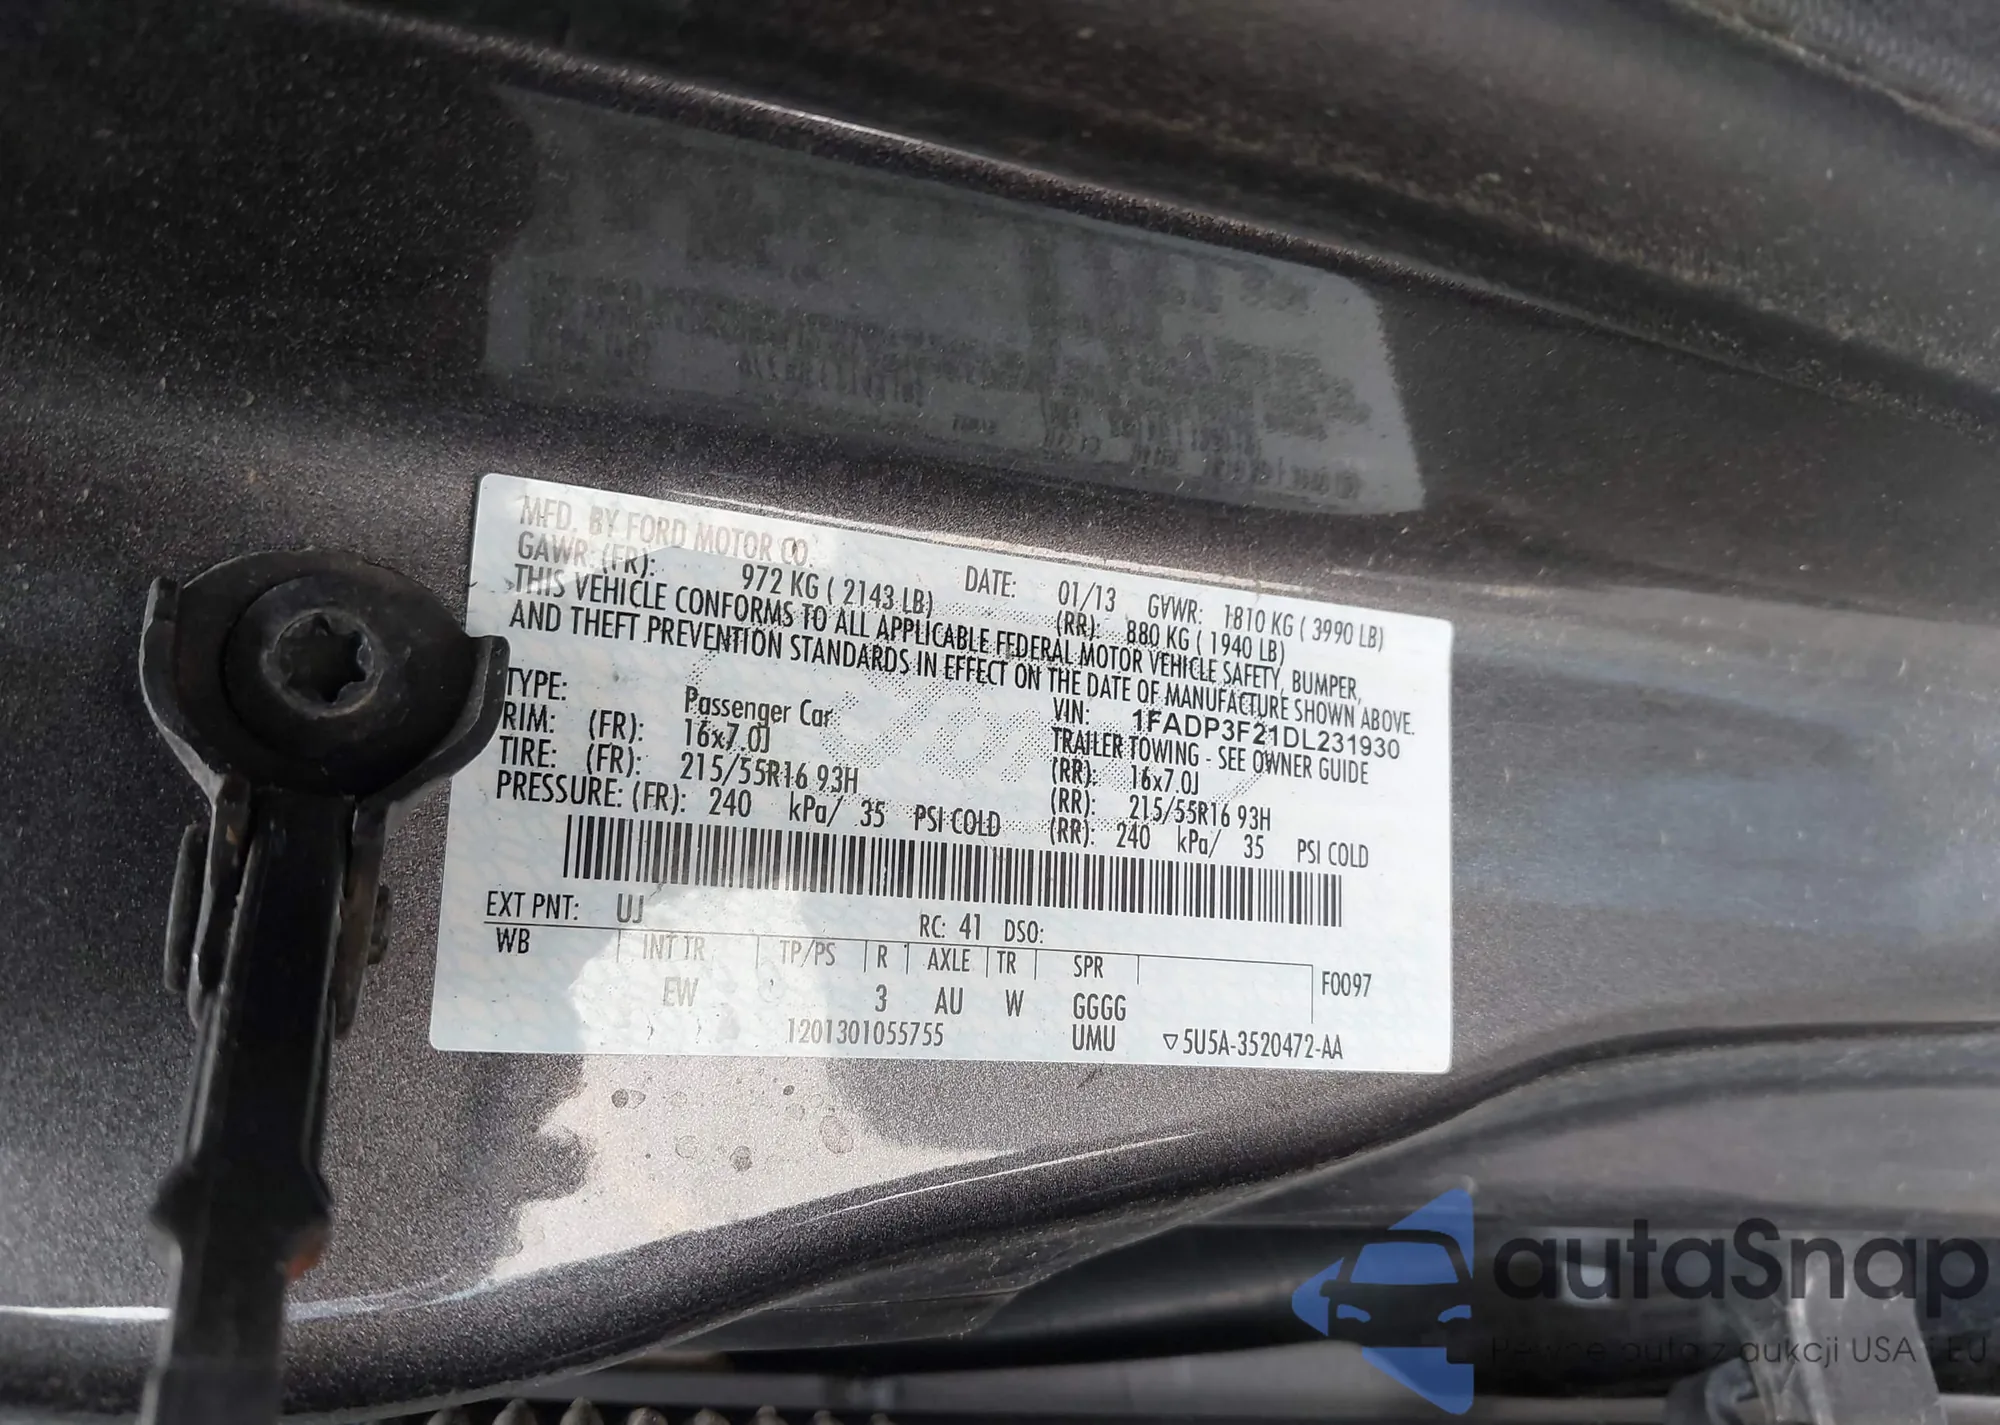 MFD. BY FORD MOTOR CO. DATE: 01/13 GVWR: 1810 KG ( 3990 LB)
GAWR: (FR): 972 KG ( 2143 LB) (RR): 880 KG ( 1940 LB)
THIS VEHICLE CONFORMS TO ALL APPLICABLE FEDERAL MOTOR VEHICLE SAFETY, BUMPER,
AND THEFT PREVENTION STANDARDS IN EFFECT ON THE DATE OF MANUFACTURE SHOWN ABOVE.
VIN: 1FADP3F21DL231930
TYPE: Passenger Car TRAILER TOWING - SEE OWNER GUIDE
RIM: (FR): 16x7.0J (RR): 16x7.0J
TIRE: (FR): 215/55R16 93H (RR): 215/55R16 93H
PRESSURE: (FR): 240 kPa/ 35 PSI COLD (RR): 240 kPa/ 35 PSI COLD
EXT PNT: UJ RC: 41 DSO:
WB INT TR TP/PS R AXLE TR SPR F0097
EW 3 AU W GGGG
1201301055755 UMU ▽5U5A-3520472-AA
autaSnap
Pewne auta z aukcji USA i EU